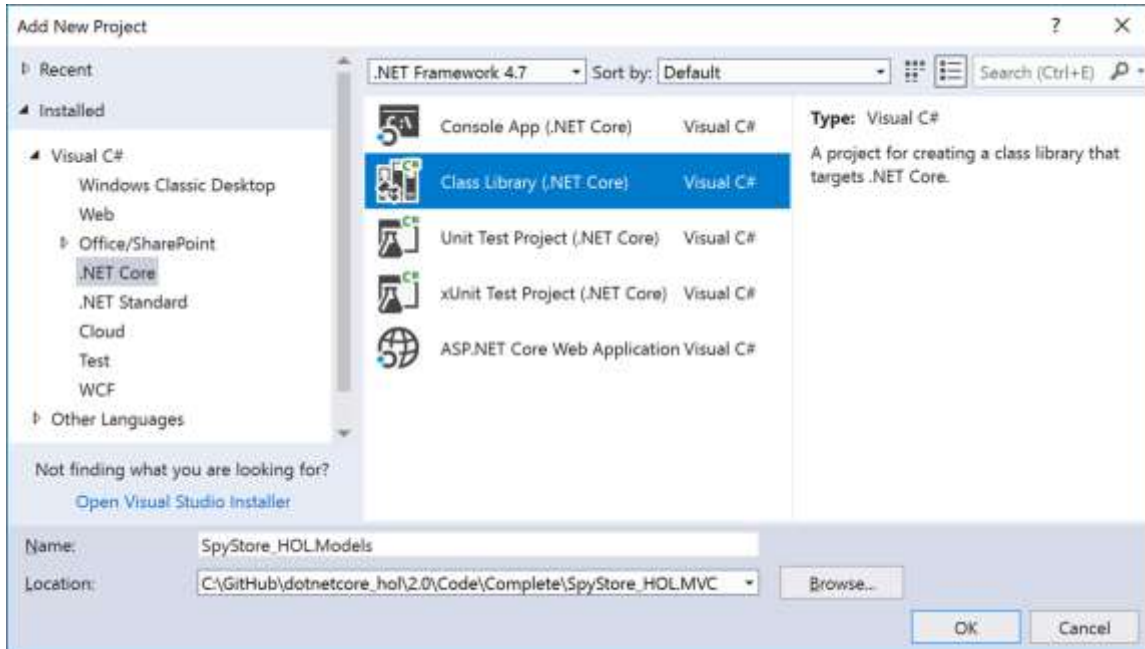 Add New Project
? X
Recent
Installed
Visual C#
Windows Classic Desktop
Web
Office/SharePoint
.NET Core
.NET Standard
Cloud
Test
WCF
Other Languages
Not finding what you are looking for?
Open Visual Studio Installer
.NET Framework 4.7 Sort by: Default
Search (Ctrl+E)
Console App (.NET Core) Visual C#
Class Library (.NET Core) Visual C#
Unit Test Project (.NET Core) Visual C#
xUnit Test Project (.NET Core) Visual C#
ASP.NET Core Web Application Visual C#
Type: Visual C#
A project for creating a class library that
targets .NET Core.
Name: SpyStore_HOL.Models
Location: C:\GitHub\dotnetcore_hol\2.0\Code\Complete\SpyStore_HOL.MVC Browse...
OK Cancel